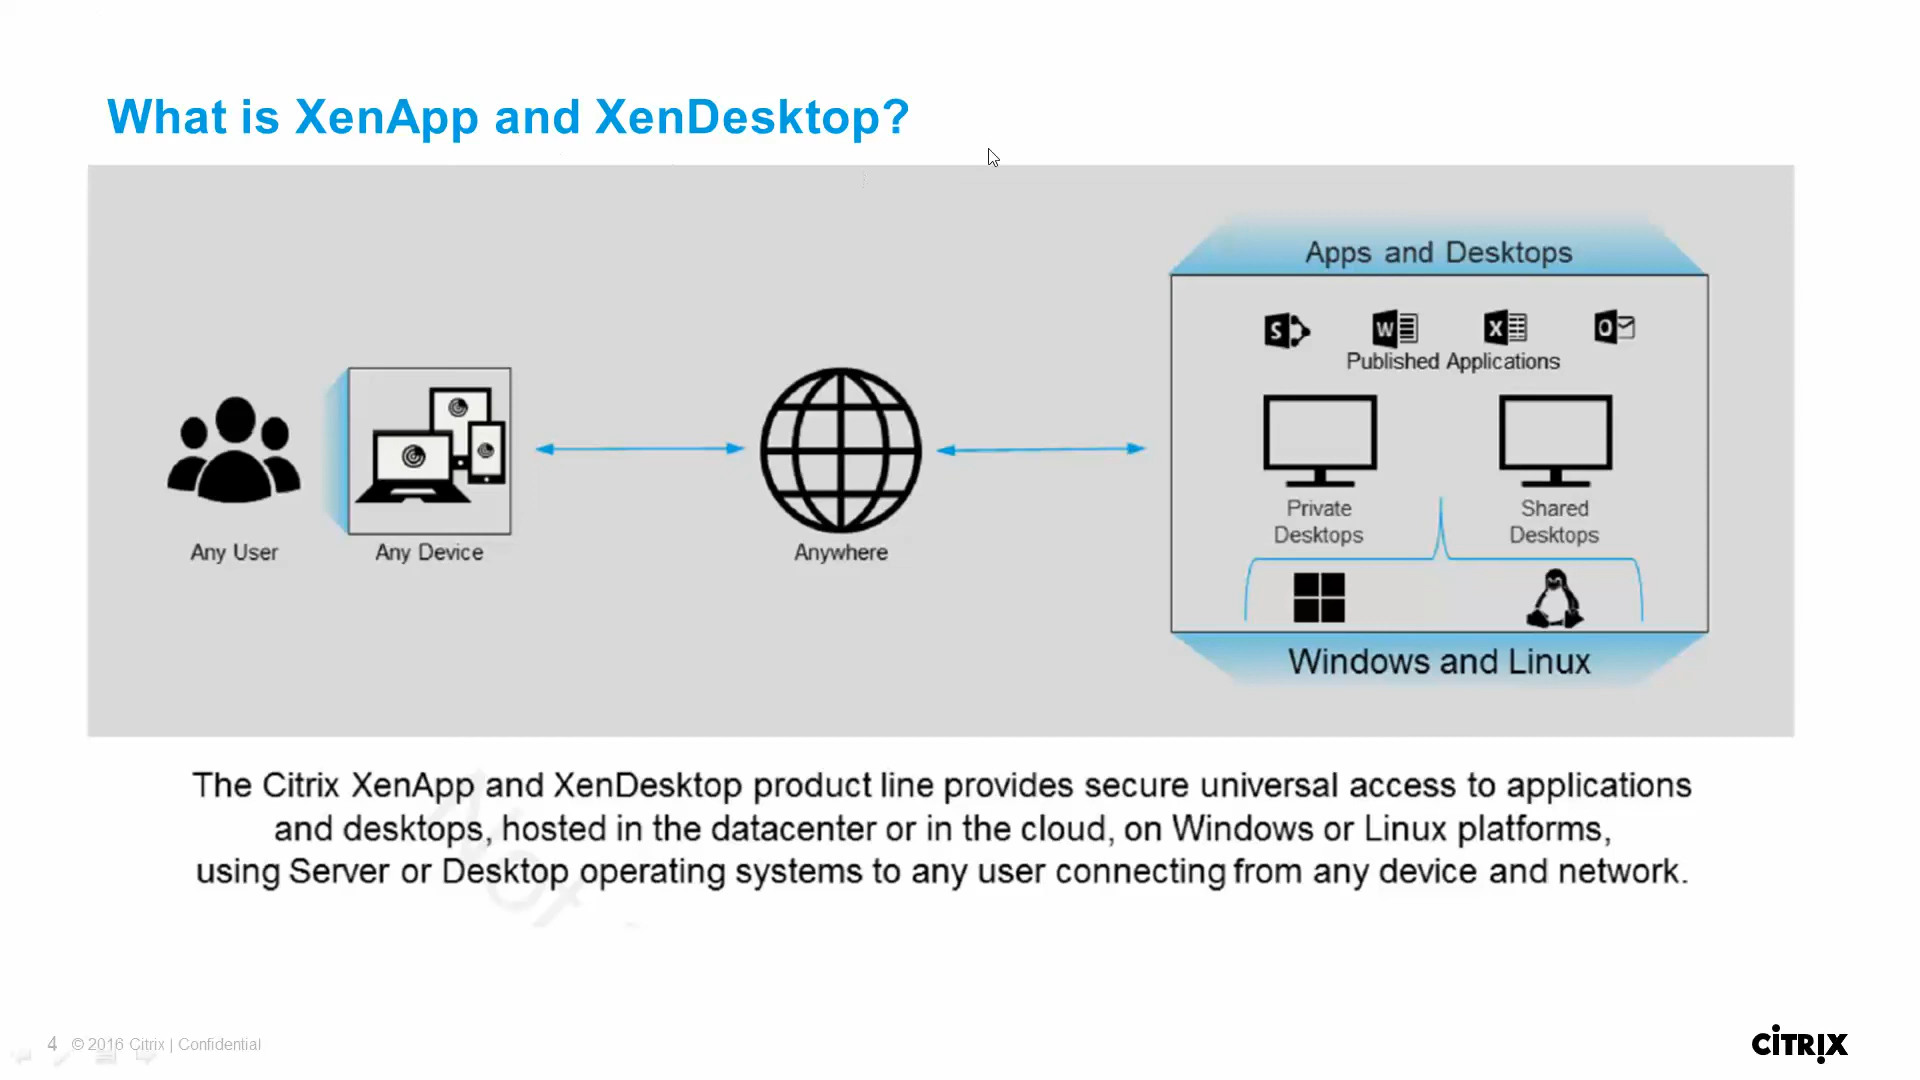 What is XenApp and XenDesktop?
Apps and Desktops
S
W
X
O
Published Applications
Private
Desktops
Shared
Desktops
Any User
Any Device
Anywhere
Windows and Linux
The Citrix XenApp and XenDesktop product line provides secure universal access to applications
and desktops, hosted in the datacenter or in the cloud, on Windows or Linux platforms,
using Server or Desktop operating systems to any user connecting from any device and network.
Not
4 © 2016 Citrix | Confidential
CITRIX